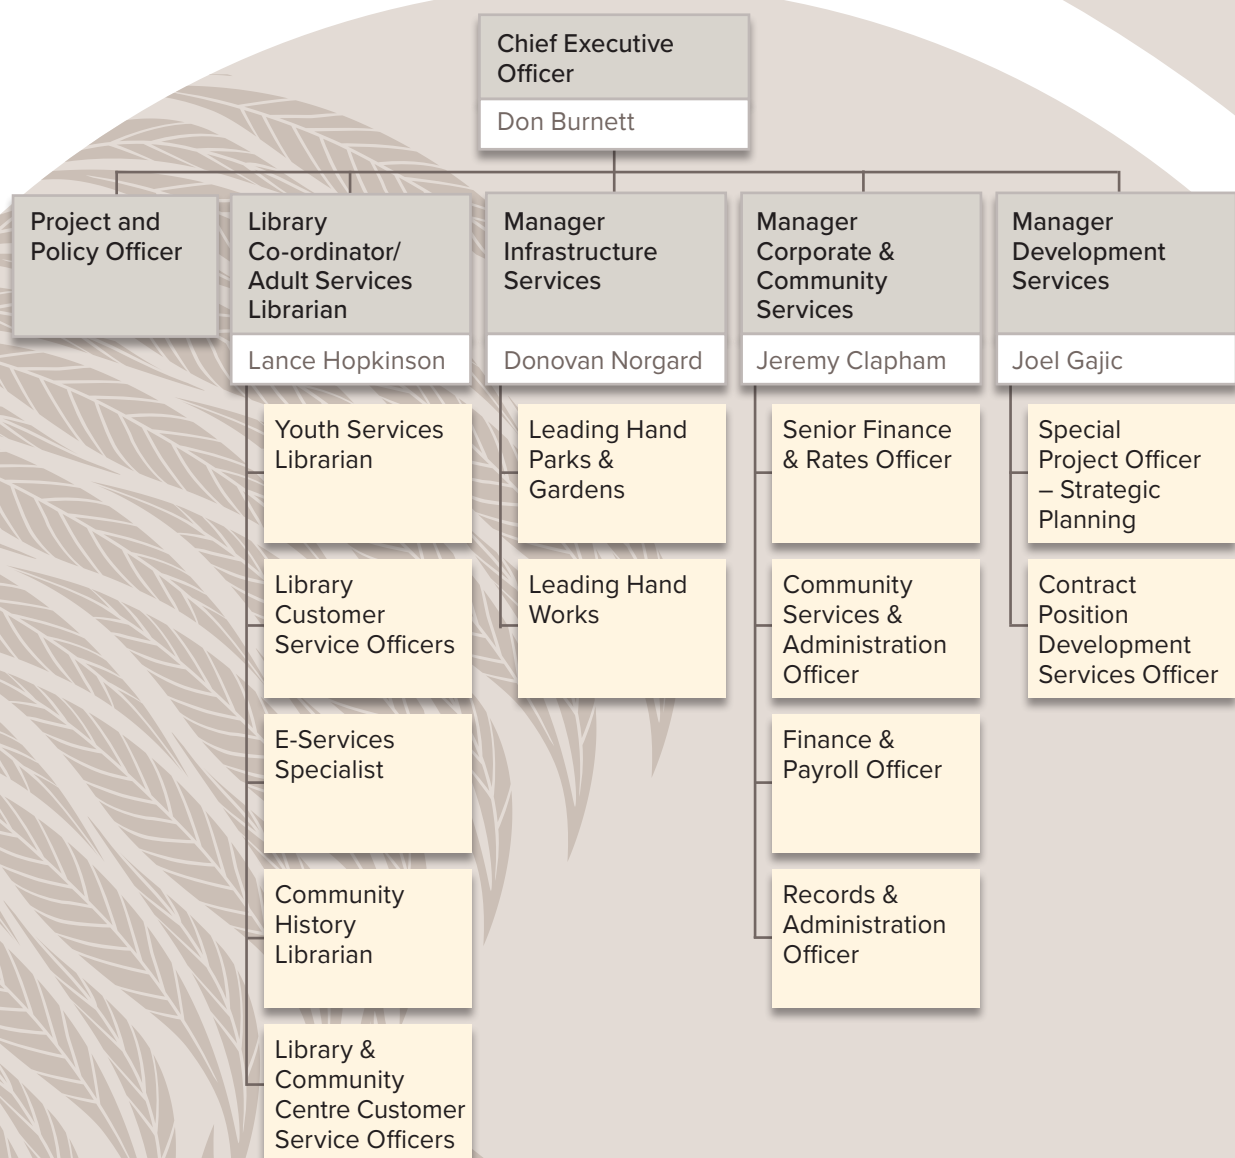 Chief Executive
Officer
Don Burnett
Project and
Policy Officer
Library
Co-ordinator/
Adult Services
Librarian
Lance Hopkinson
Youth Services
Librarian
Library
Customer
Service Officers
E-Services
Specialist
Community
History
Librarian
Library &
Community
Centre Customer
Service Officers
Manager
Infrastructure
Services
Donovan Norgard
Leading Hand
Parks &
Gardens
Leading Hand
Works
Manager
Corporate &
Community
Services
Jeremy Clapham
Senior Finance
& Rates Officer
Community
Services &
Administration
Officer
Finance &
Payroll Officer
Records &
Administration
Officer
Manager
Development
Services
Joel Gajic
Special
Project Officer
– Strategic
Planning
Contract
Position
Development
Services Officer